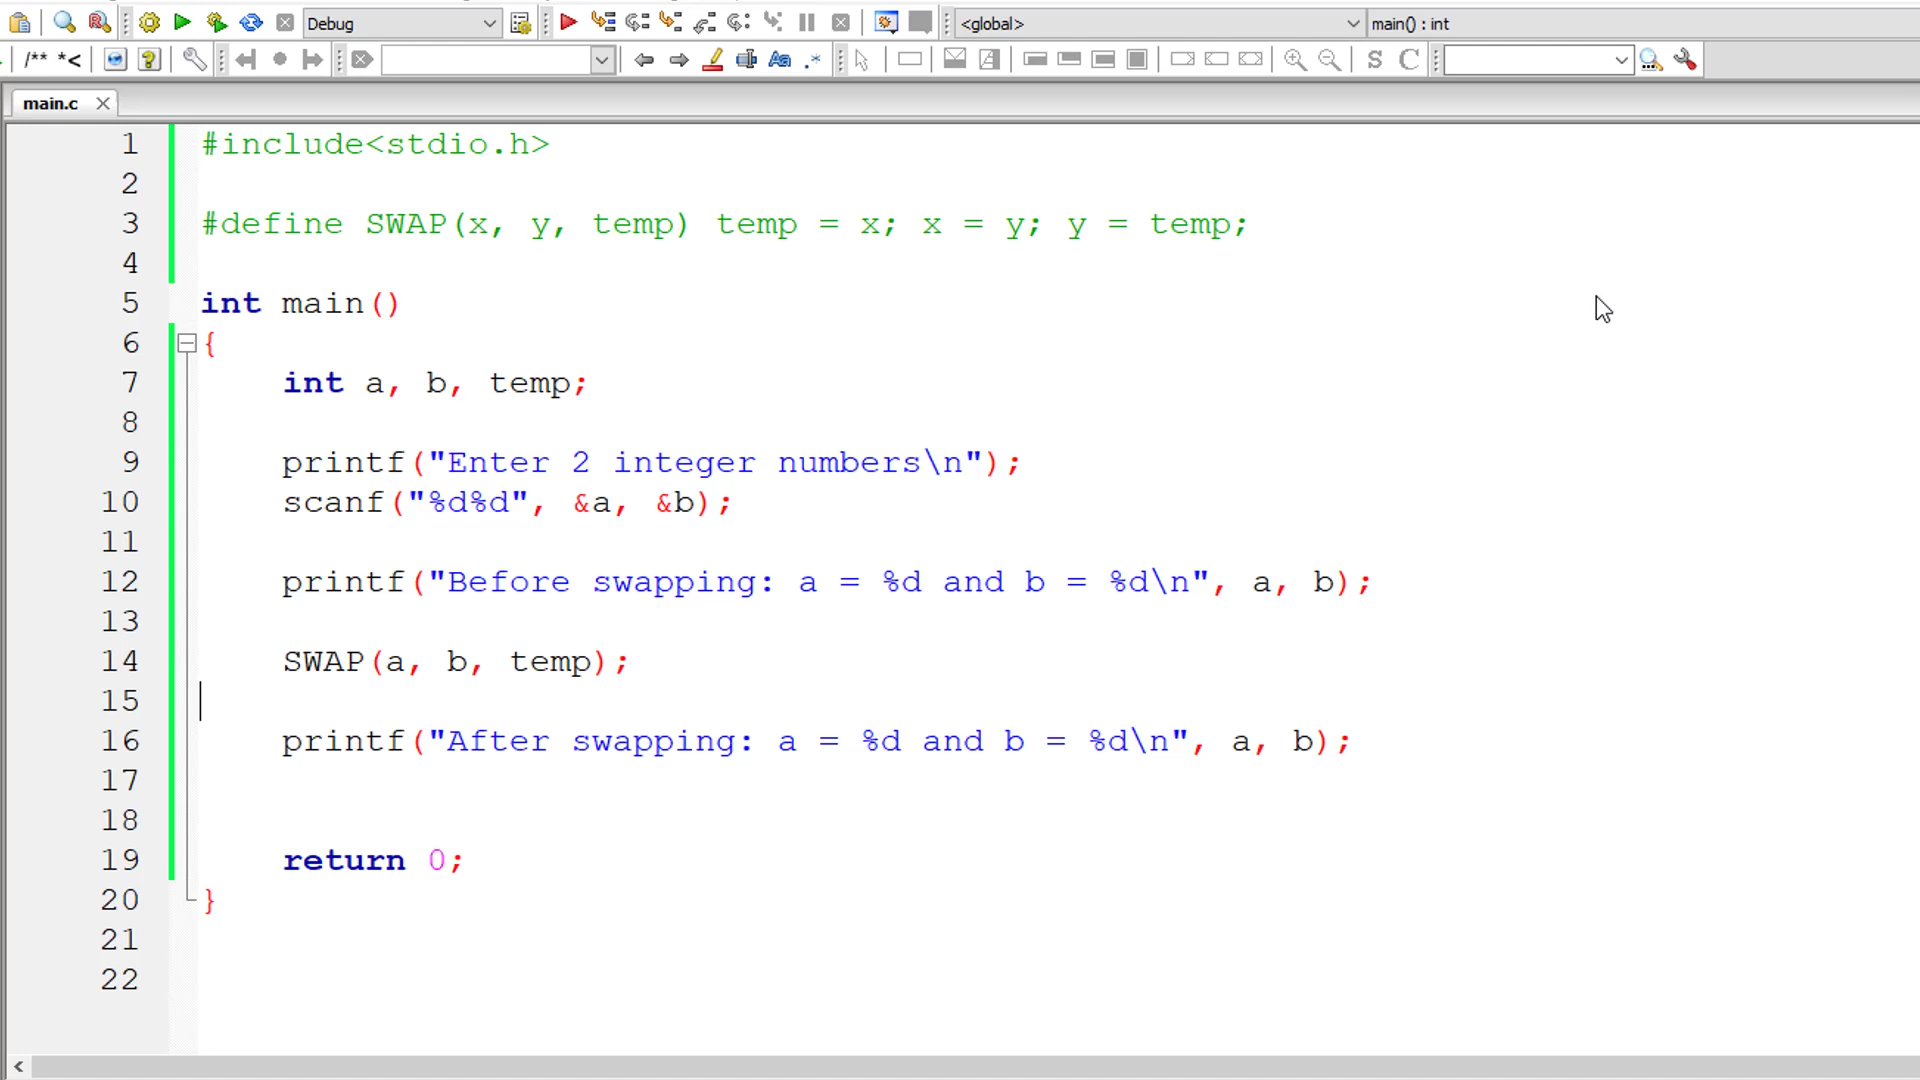 Debug
<global>
main() : int
/** *<
Aa
.*
S
C
main.c
1 #include<stdio.h>
2
3 #define SWAP(x, y, temp) temp = x; x = y; y = temp;
4
5 int main()
6 {
7 int a, b, temp;
8
9 printf("Enter 2 integer numbers\n");
10 scanf("%d%d", &a, &b);
11
12 printf("Before swapping: a = %d and b = %d\n", a, b);
13
14 SWAP(a, b, temp);
15
16 printf("After swapping: a = %d and b = %d\n", a, b);
17
18
19 return 0;
20 }
21
22